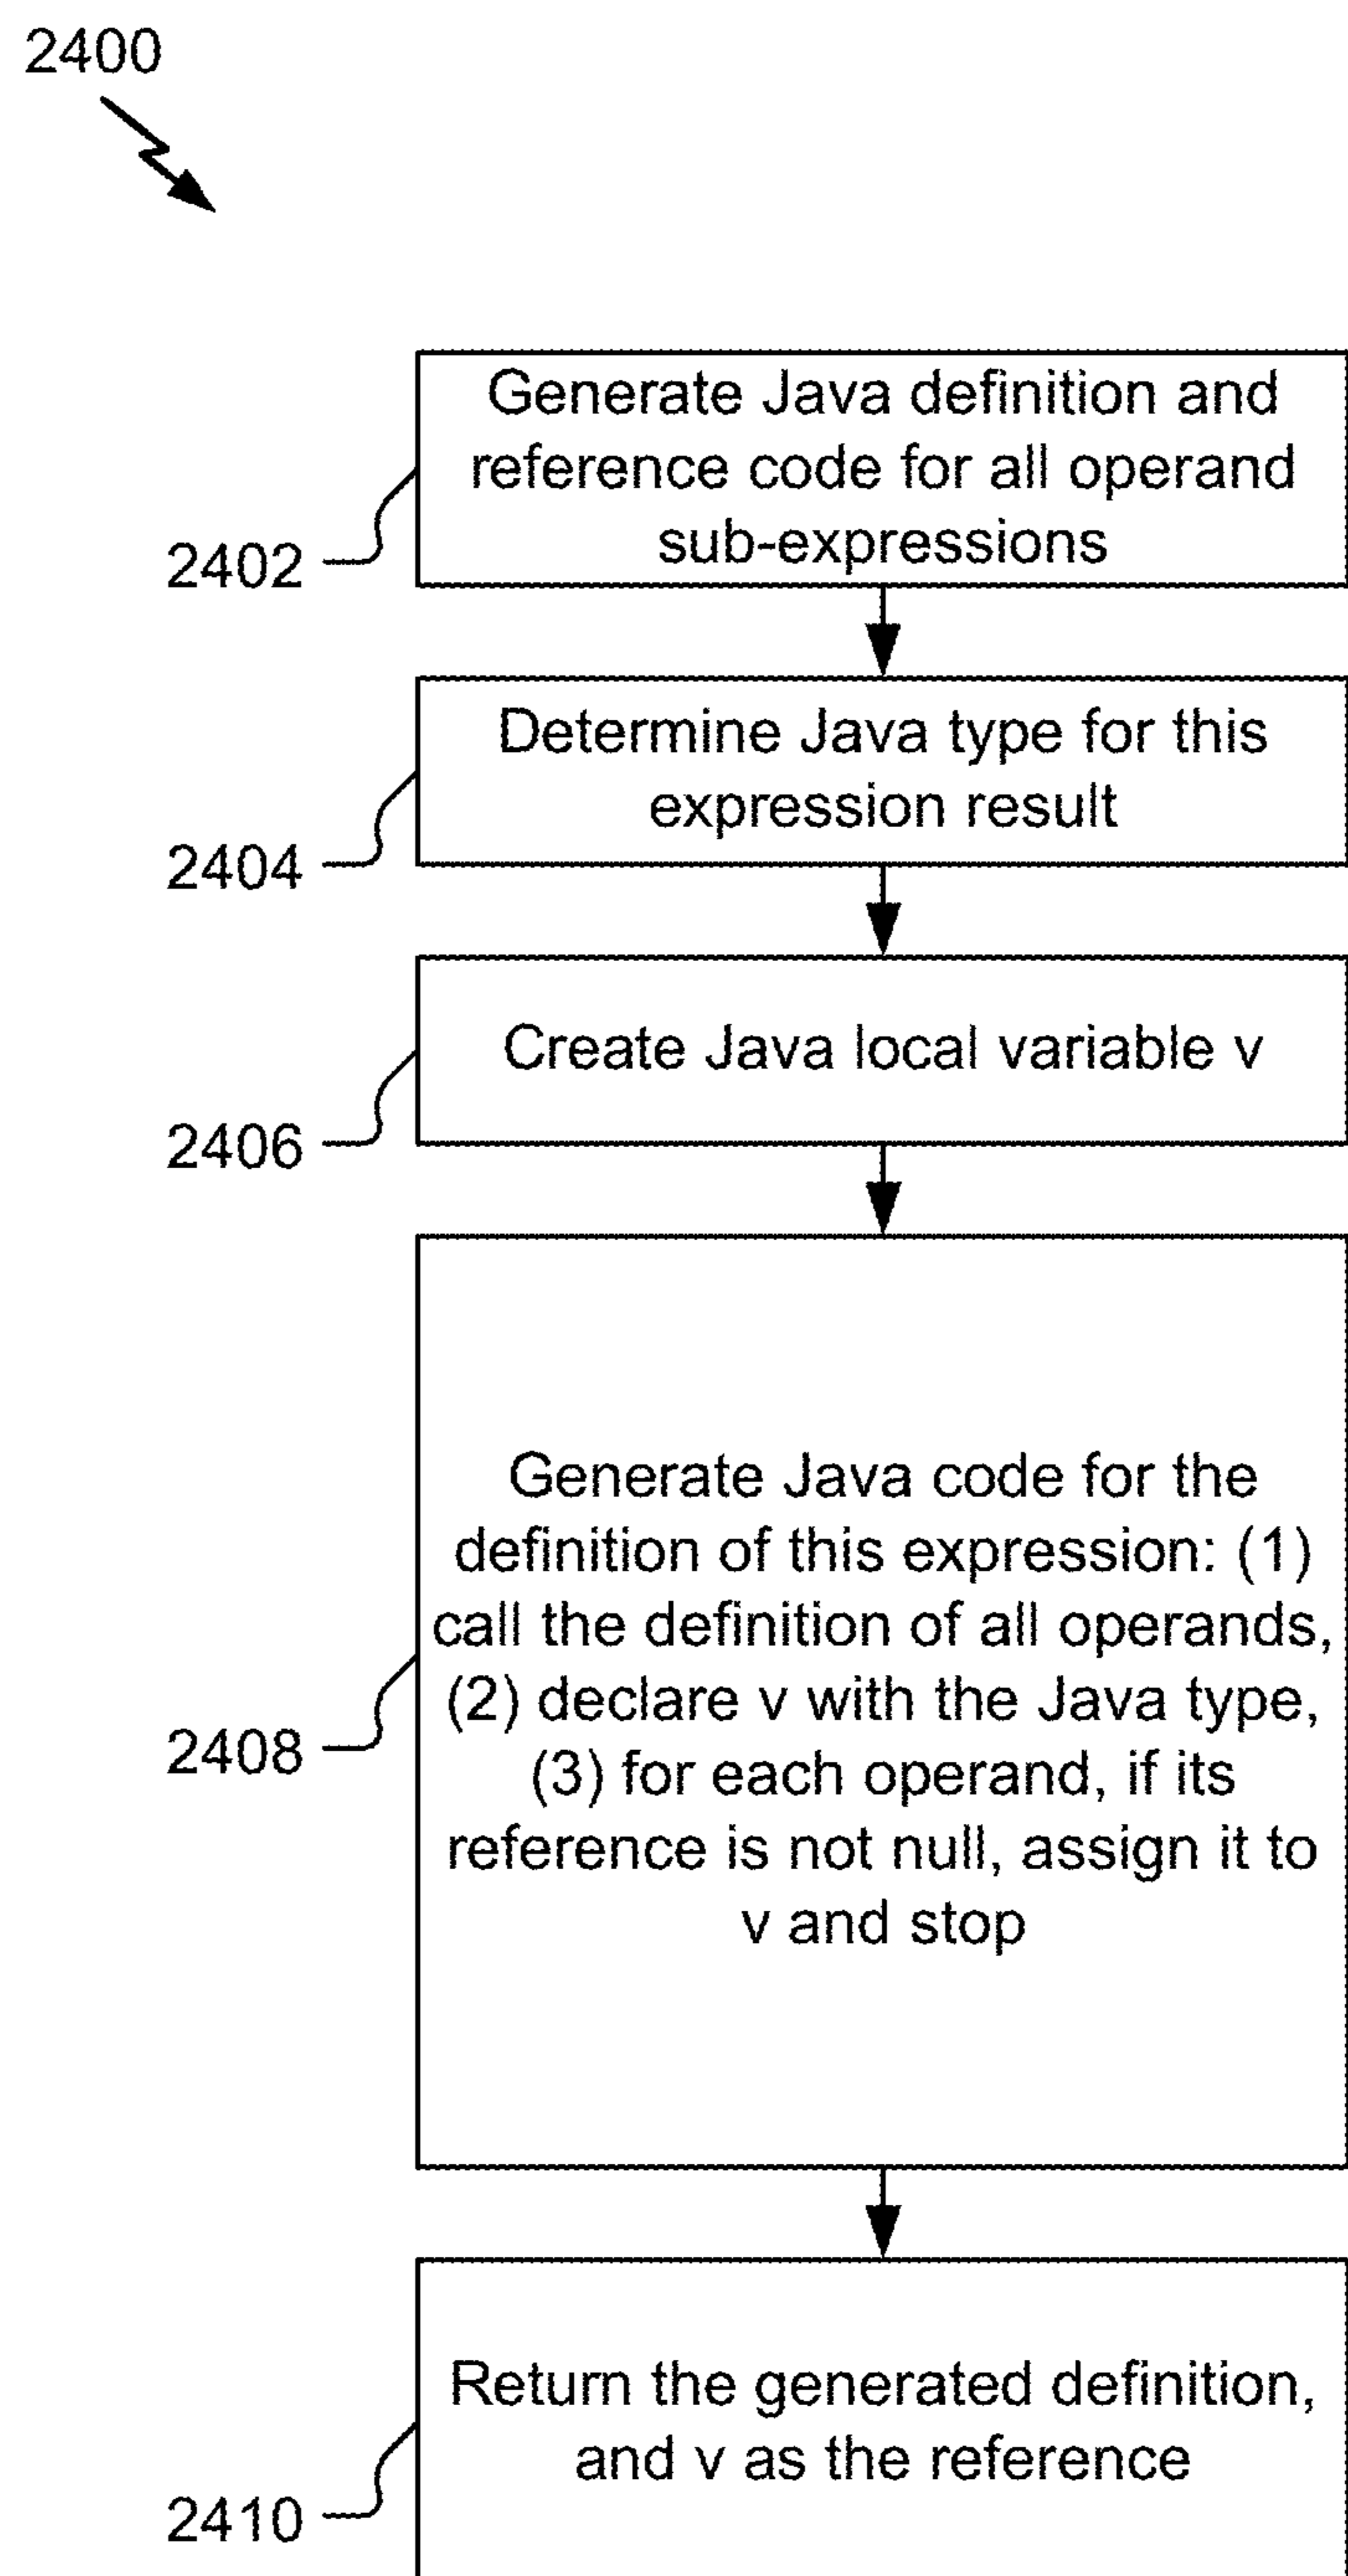 2400
Generate Java definition and
reference code for all operand
sub-expressions
2402
Determine Java type for this
expression result
2404
Create Java local variable v
2406
Generate Java code for the
definition of this expression: (1)
call the definition of all operands,
(2) declare v with the Java type,
(3) for each operand, if its
reference is not null, assign it to
v and stop
2408
Return the generated definition,
and v as the reference
2410